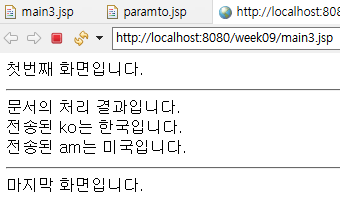 main3.jsp paramto.jsp http://localhost:808
http://localhost:8080/week09/main3.jsp
첫번째 화면입니다.
문서의 처리 결과입니다.
전송된 ko는 한국입니다.
전송된 am는 미국입니다.
마지막 화면입니다.